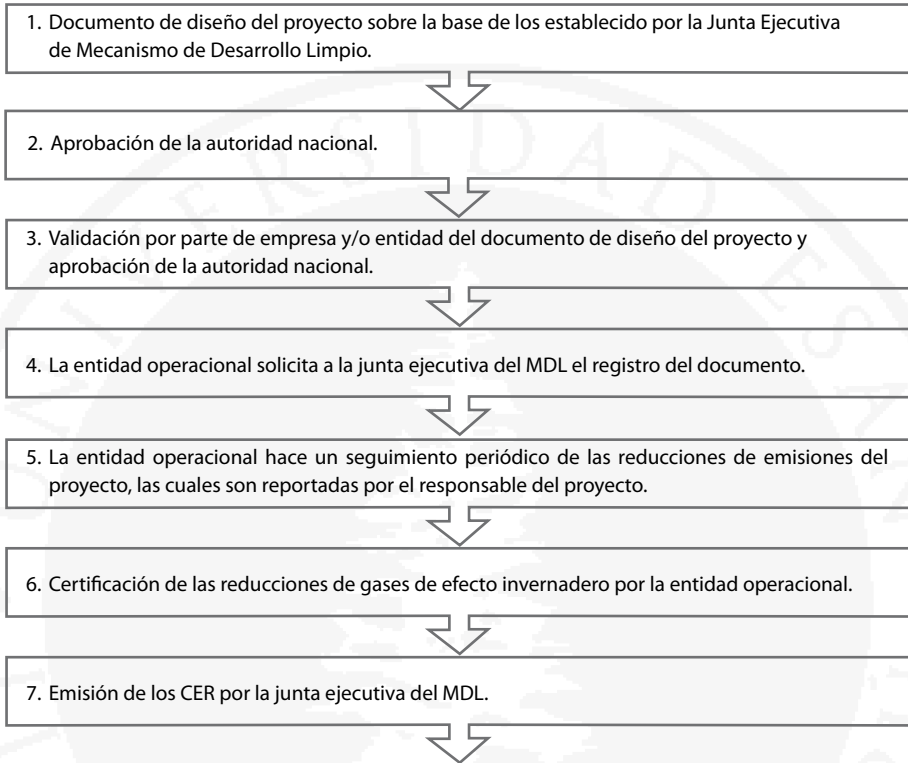 1. Documento de diseño del proyecto sobre la base de los establecido por la Junta Ejecutiva
de Mecanismo de Desarrollo Limpio.
2. Aprobación de la autoridad nacional.
3. Validación por parte de empresa y/o entidad del documento de diseño del proyecto y
aprobación de la autoridad nacional.
4. La entidad operacional solicita a la junta ejecutiva del MDL el registro del documento.
5. La entidad operacional hace un seguimiento periódico de las reducciones de emisiones del
proyecto, las cuales son reportadas por el responsable del proyecto.
6. Certificación de las reducciones de gases de efecto invernadero por la entidad operacional.
7. Emisión de los CER por la junta ejecutiva del MDL.